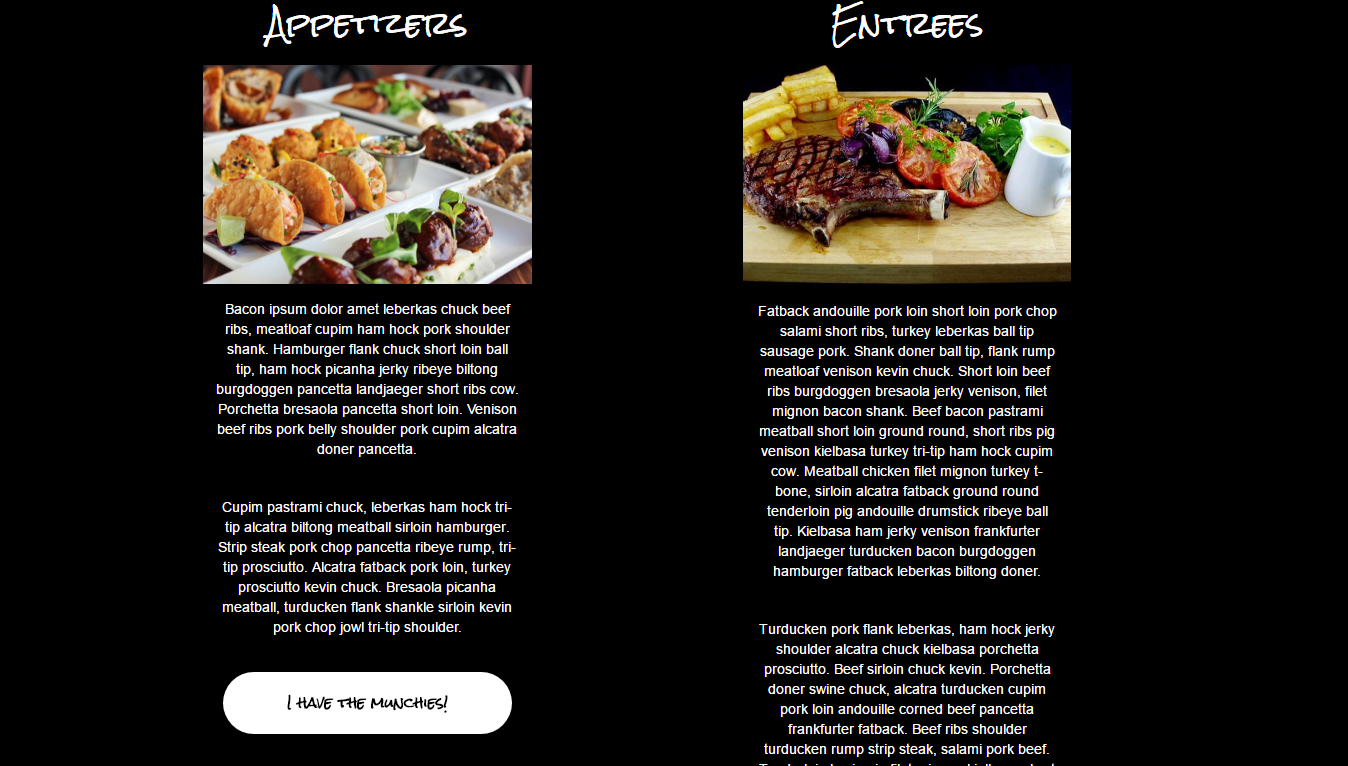 Appetizers
Bacon ipsum dolor amet leberkas chuck beef
ribs, meatloaf cupim ham hock pork shoulder
shank. Hamburger flank chuck short loin ball
tip, ham hock picanha jerky ribeye biltong
burgdoggen pancetta landjaeger short ribs cow.
Porchetta bresaola pancetta short loin. Venison
beef ribs pork belly shoulder pork cupim alcatra
doner pancetta.
Cupim pastrami chuck, leberkas ham hock tri-
tip alcatra biltong meatball sirloin hamburger.
Strip steak pork chop pancetta ribeye rump, tri-
tip prosciutto. Alcatra fatback pork loin, turkey
prosciutto kevin chuck. Bresaola picanha
meatball, turducken flank shankle sirloin kevin
pork chop jowl tri-tip shoulder.
I have the munchies!
Entrees
Fatback andouille pork loin short loin pork chop
salami short ribs, turkey leberkas ball tip
sausage pork. Shank doner ball tip, flank rump
meatloaf venison kevin chuck. Short loin beef
ribs burgdoggen bresaola jerky venison, filet
mignon bacon shank. Beef bacon pastrami
meatball short loin ground round, short ribs pig
venison kielbasa turkey tri-tip ham hock cupim
cow. Meatball chicken filet mignon turkey t-
bone, sirloin alcatra fatback ground round
tenderloin pig andouille drumstick ribeye ball
tip. Kielbasa ham jerky venison frankfurter
landjaeger turducken bacon burgdoggen
hamburger fatback leberkas biltong doner.
Turducken pork flank leberkas, ham hock jerky
shoulder alcatra chuck kielbasa porchetta
prosciutto. Beef sirloin chuck kevin. Porchetta
doner swine chuck, alcatra turducken cupim
pork loin andouille corned beef pancetta
frankfurter fatback. Beef ribs shoulder
turducken rump strip steak, salami pork beef.